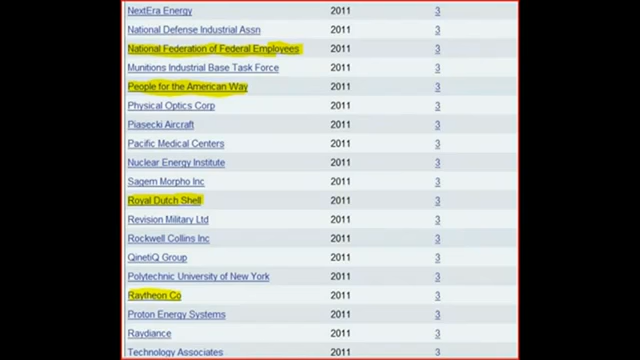 NextEra Energy 2011 3
National Defense Industrial Assn 2011 3
National Federation of Federal Employees 2011 3
Munitions Industrial Base Task Force 2011 3
People for the American Way 2011 3
Physical Optics Corp 2011 3
Piasecki Aircraft 2011 3
Pacific Medical Centers 2011 3
Nuclear Energy Institute 2011 3
Sagem Morpho Inc 2011 3
Royal Dutch Shell 2011 3
Revision Military Ltd 2011 3
Rockwell Collins Inc 2011 3
QinetiQ Group 2011 3
Polytechnic University of New York 2011 3
Raytheon Co 2011 3
Proton Energy Systems 2011 3
Raydiance 2011 3
Technology Associates 2011 3